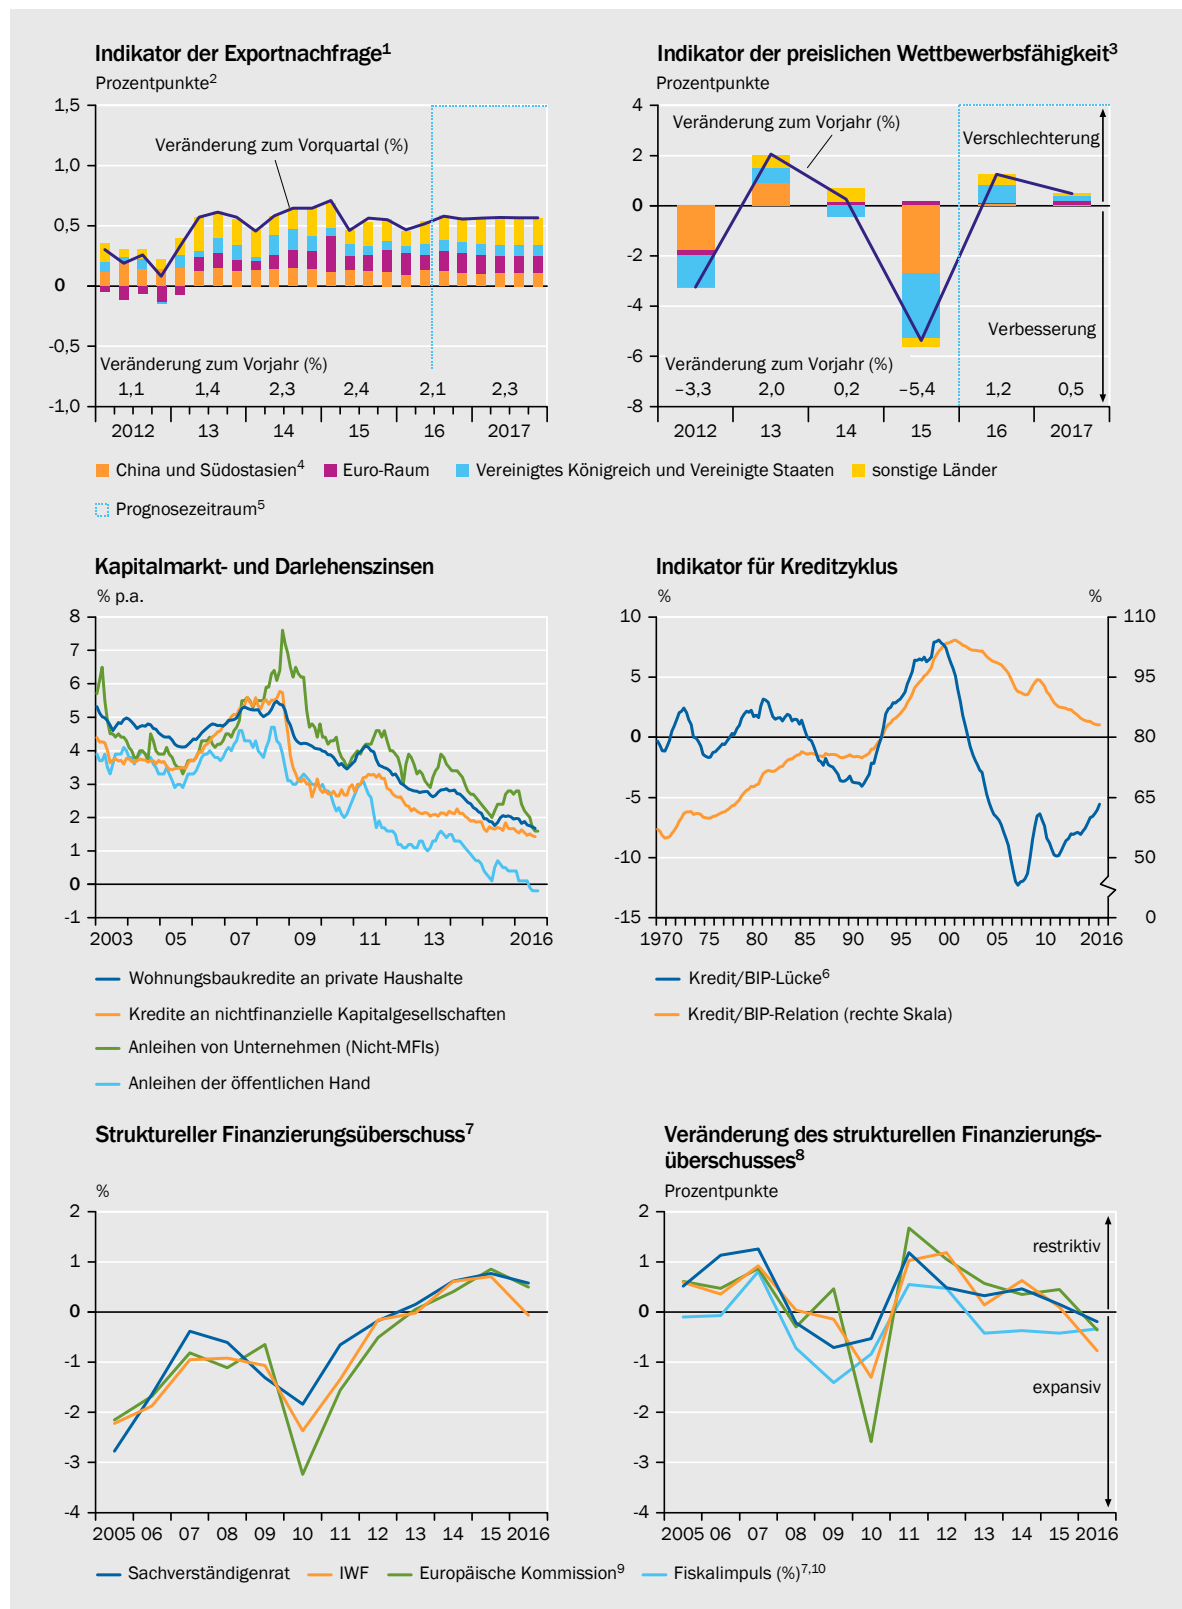 Indikator der Exportnachfrage¹
Prozentpunkte²
1,5
1,0
0,5
0
-0,5
-1,0
Veränderung zum Vorquartal (%)
Veränderung zum Vorjahr (%)
1,1 1,4 2,3 2,4 2,1 2,3
2012 13 14 15 16 2017
Indikator der preislichen Wettbewerbsfähigkeit³
Prozentpunkte
4
2
0
-2
-4
-6
-8
Veränderung zum Vorjahr (%)
Verschlechterung
Verbesserung
Veränderung zum Vorjahr (%)
–3,3 2,0 0,2 –5,4 1,2 0,5
2012 13 14 15 16 2017
China und Südostasien⁴ Euro-Raum Vereinigtes Königreich und Vereinigte Staaten sonstige Länder
Prognosezeitraum⁵
Kapitalmarkt- und Darlehenszinsen
% p.a.
8
7
6
5
4
3
2
1
0
-1
2003 05 07 09 11 13 2016
Wohnungsbaukredite an private Haushalte
Kredite an nichtfinanzielle Kapitalgesellschaften
Anleihen von Unternehmen (Nicht-MFIs)
Anleihen der öffentlichen Hand
Indikator für Kreditzyklus
% %
10 110
5 95
0 80
-5 65
-10 50
-15 0
1970 75 80 85 90 95 00 05 10 2016
Kredit/BIP-Lücke⁶
Kredit/BIP-Relation (rechte Skala)
Struktureller Finanzierungsüberschuss⁷
%
2
1
0
-1
-2
-3
-4
2005 06 07 08 09 10 11 12 13 14 15 2016
Veränderung des strukturellen Finanzierungs-
überschusses⁸
Prozentpunkte
2
1
0
-1
-2
-3
-4
restriktiv
expansiv
2005 06 07 08 09 10 11 12 13 14 15 2016
Sachverständigenrat IWF Europäische Kommission⁹ Fiskalimpuls (%)⁷,¹⁰